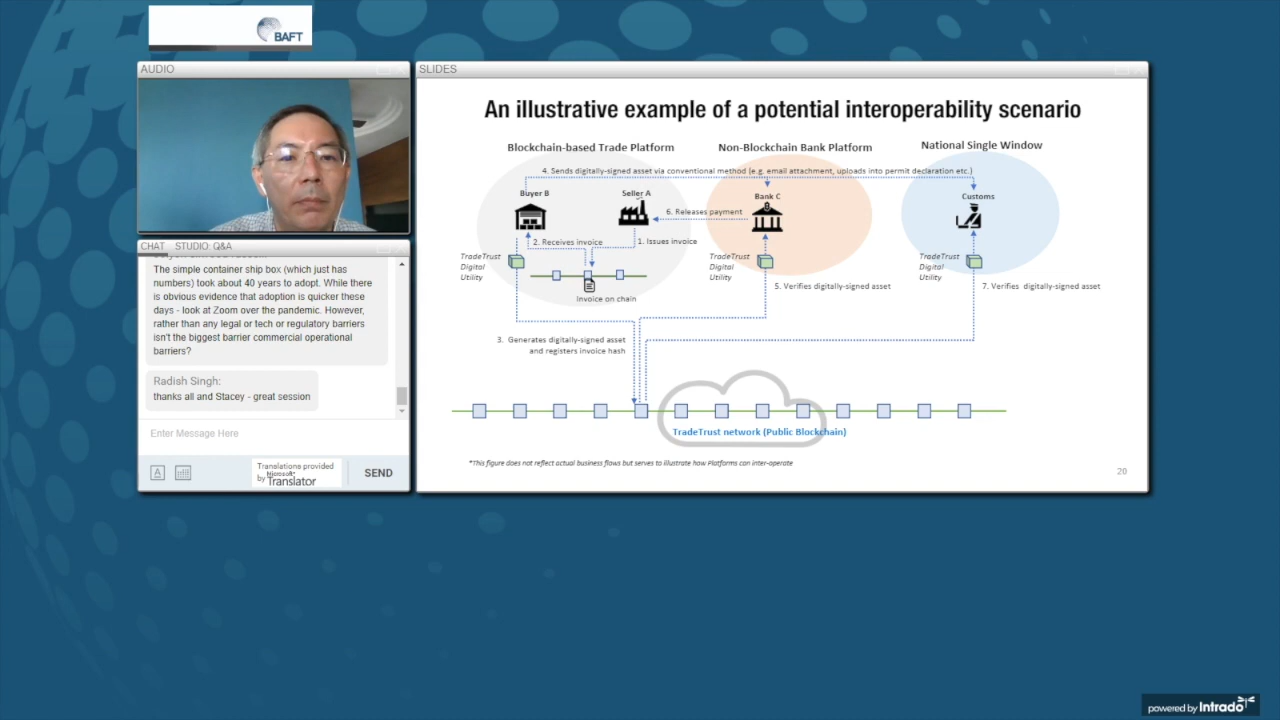 BAFT
AUDIO
SLIDES
An illustrative example of a potential interoperability scenario
Blockchain-based Trade Platform
Non-Blockchain Bank Platform
National Single Window
4. Sends digitally-signed asset via conventional method (e.g. email attachment, uploads into permit declaration etc.)
Buyer B
Seller A
Bank C
Customs
6. Releases payment
2. Receives invoice
1. Issues invoice
TradeTrust
Digital
Utility
TradeTrust
Digital
Utility
TradeTrust
Digital
Utility
5. Verifies digitally-signed asset
7. Verifies digitally-signed asset
Invoice on chain
3. Generates digitally-signed asset
and registers invoice hash
TradeTrust network (Public Blockchain)
*This figure does not reflect actual business flows but serves to illustrate how Platforms can inter-operate
20
CHAT
STUDIO: Q&A
The simple container ship box (which just has
numbers) took about 40 years to adopt. While there
is obvious evidence that adoption is quicker these
days - look at Zoom over the pandemic. However,
rather than any legal or tech or regulatory barriers
isn't the biggest barrier commercial operational
barriers?
Radish Singh:
thanks all and Stacey - great session
Enter Message Here
A
Translations provided
by Microsoft
Translator
SEND
powered by Intrado